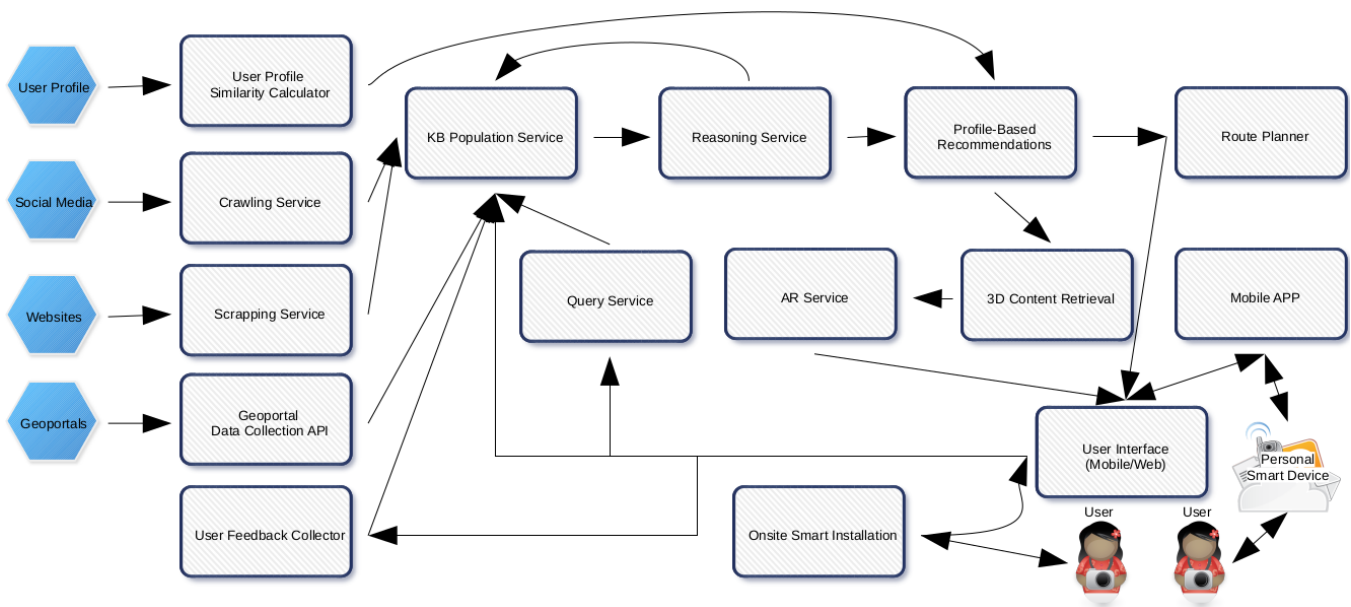 User Profile
User Profile
Similarity Calculator
KB Population Service
Reasoning Service
Profile-Based
Recommendations
Route Planner
Social Media
Crawling Service
Websites
Scrapping Service
Query Service
AR Service
3D Content Retrieval
Mobile APP
Geoportals
Geoportal
Data Collection API
User Interface
(Mobile/Web)
Personal
Smart Device
User Feedback Collector
Onsite Smart Installation
User
User